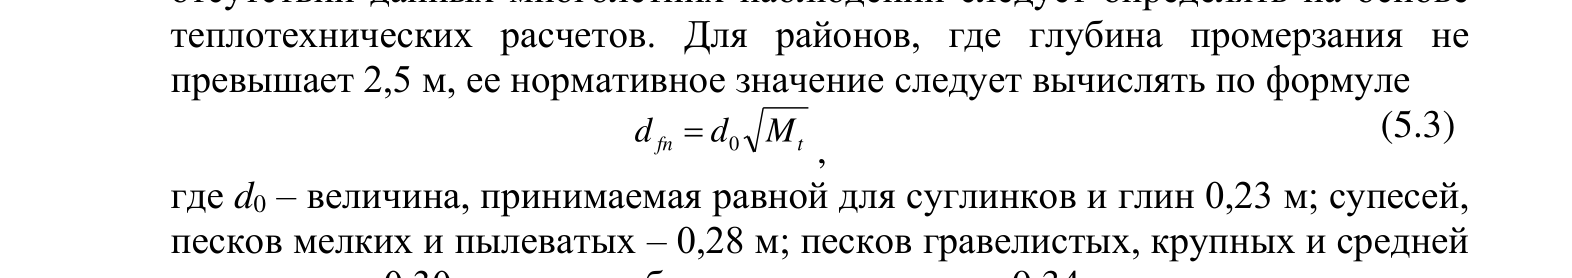 теплотехнических расчетов. Для районов, где глубина промерзания не
превышает 2,5 м, ее нормативное значение следует вычислять по формуле
d_fn = d_0 √M_t , (5.3)
где d0 – величина, принимаемая равной для суглинков и глин 0,23 м; супесей,
песков мелких и пылеватых – 0,28 м; песков гравелистых, крупных и средней